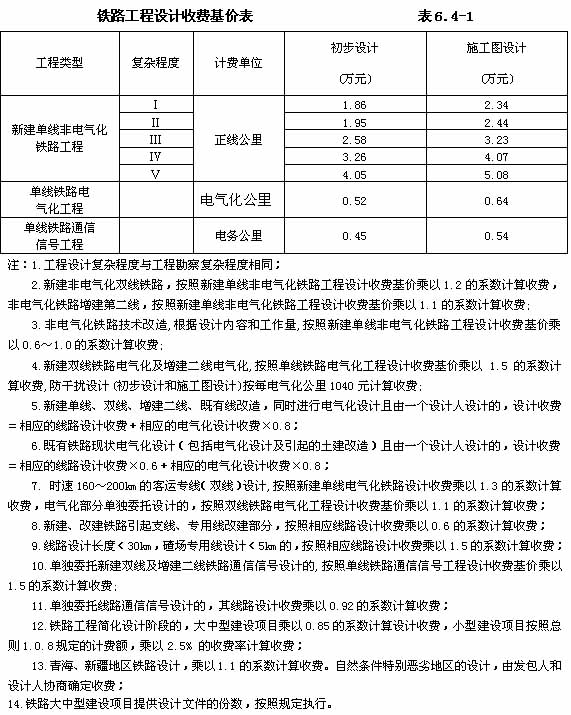 铁路工程设计收费基价表 表6.4-1
工程类型 复杂程度 计费单位 初步设计 施工图设计
(万元) (万元)
新建单线非电气化
铁路工程
正线公里
Ⅰ 1.86 2.34
Ⅱ 1.95 2.44
Ⅲ 2.58 3.23
Ⅳ 3.26 4.07
Ⅴ 4.05 5.08
单线铁路电
气化工程
电气化公里 0.52 0.64
单线铁路通信
信号工程
电务公里 0.45 0.54
注：1.工程设计复杂程度与工程勘察复杂程度相同；
2.新建非电气化双线铁路，按照新建单线非电气化铁路工程设计收费基价乘以1.2的系数计算收费，
非电气化铁路增建第二线，按照新建单线非电气化铁路工程设计收费基价乘以1.1的系数计算收费；
3.非电气化铁路技术改造,根据设计内容和工作量,按照新建单线非电气化铁路工程设计收费基价乘
以0.6～1.0的系数计算收费；
4.新建双线铁路电气化及增建二线电气化,按照单线铁路电气化工程设计收费基价乘以 1.5 的系数计
算收费,防干扰设计(初步设计和施工图设计)按每电气化公里1040元计算收费；
5.新建单线、双线、增建二线、既有线改造，同时进行电气化设计且由一个设计人设计的，设计收费
＝相应的线路设计收费＋相应的电气化设计收费×0.8；
6.既有铁路现状电气化设计（包括电气化设计及引起的土建改造）且由一个设计人设计的，设计收费
＝相应的线路设计收费×0.6＋相应的电气化设计收费×0.8；
7. 时速160～200km的客运专线(双线)设计,按照新建单线电气化铁路设计收费乘以1.3的系数计算
收费，电气化部分单独委托设计的，按照双线铁路电气化工程设计收费基价乘以1.1的系数计算收费；
8.新建、改建铁路引起支线、专用线改建部分，按照相应线路设计收费乘以0.6的系数计算收费；
9.线路设计长度＜30km，碴场专用线设计＜5km的，按照相应线路设计收费乘以1.5的系数计算收费；
10.单独委托新建双线及增建二线铁路通信信号设计的,按照单线铁路通信信号工程设计收费基价乘以
1.5的系数计算收费；
11.单独委托线路通信信号设计的，其线路设计收费乘以0.92的系数计算收费；
12.铁路工程简化设计阶段的，大中型建设项目乘以0.85的系数计算设计收费，小型建设项目按照总
则1.0.8规定的计费额，乘以2.5% 的收费率计算收费；
13.青海、新疆地区铁路设计，乘以1.1的系数计算收费。自然条件特别恶劣地区的设计，由发包人和
设计人协商确定收费；
14.铁路大中型建设项目提供设计文件的份数，按照规定执行。